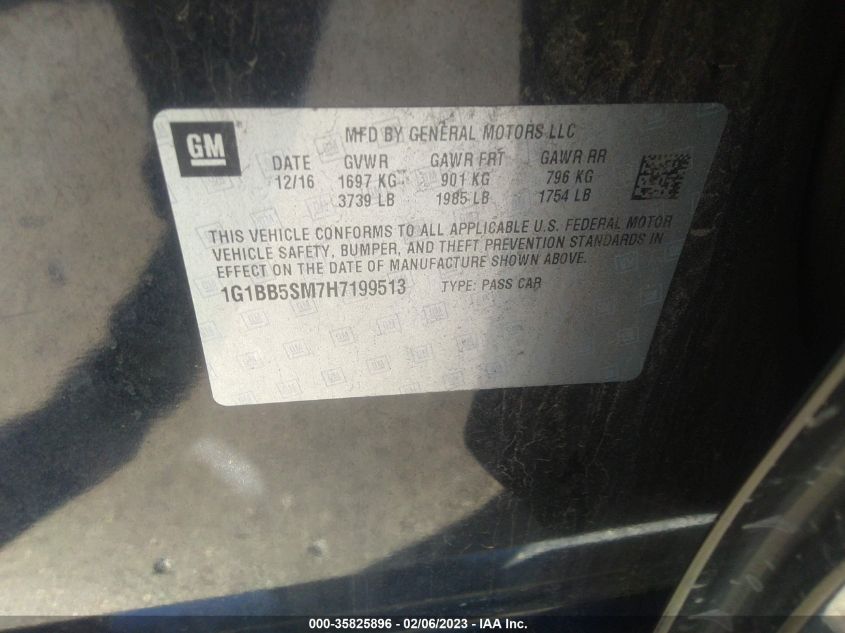 GM
MFD BY GENERAL MOTORS LLC
DATE GVWR GAWR FRT GAWR RR
12/16 1697 KG 901 KG 796 KG
3739 LB 1985 LB 1754 LB
THIS VEHICLE CONFORMS TO ALL APPLICABLE U.S. FEDERAL MOTOR
VEHICLE SAFETY, BUMPER, AND THEFT PREVENTION STANDARDS IN
EFFECT ON THE DATE OF MANUFACTURE SHOWN ABOVE.
1G1BB5SM7H7199513 TYPE: PASS CAR
000-35825896 - 02/06/2023 - IAA Inc.